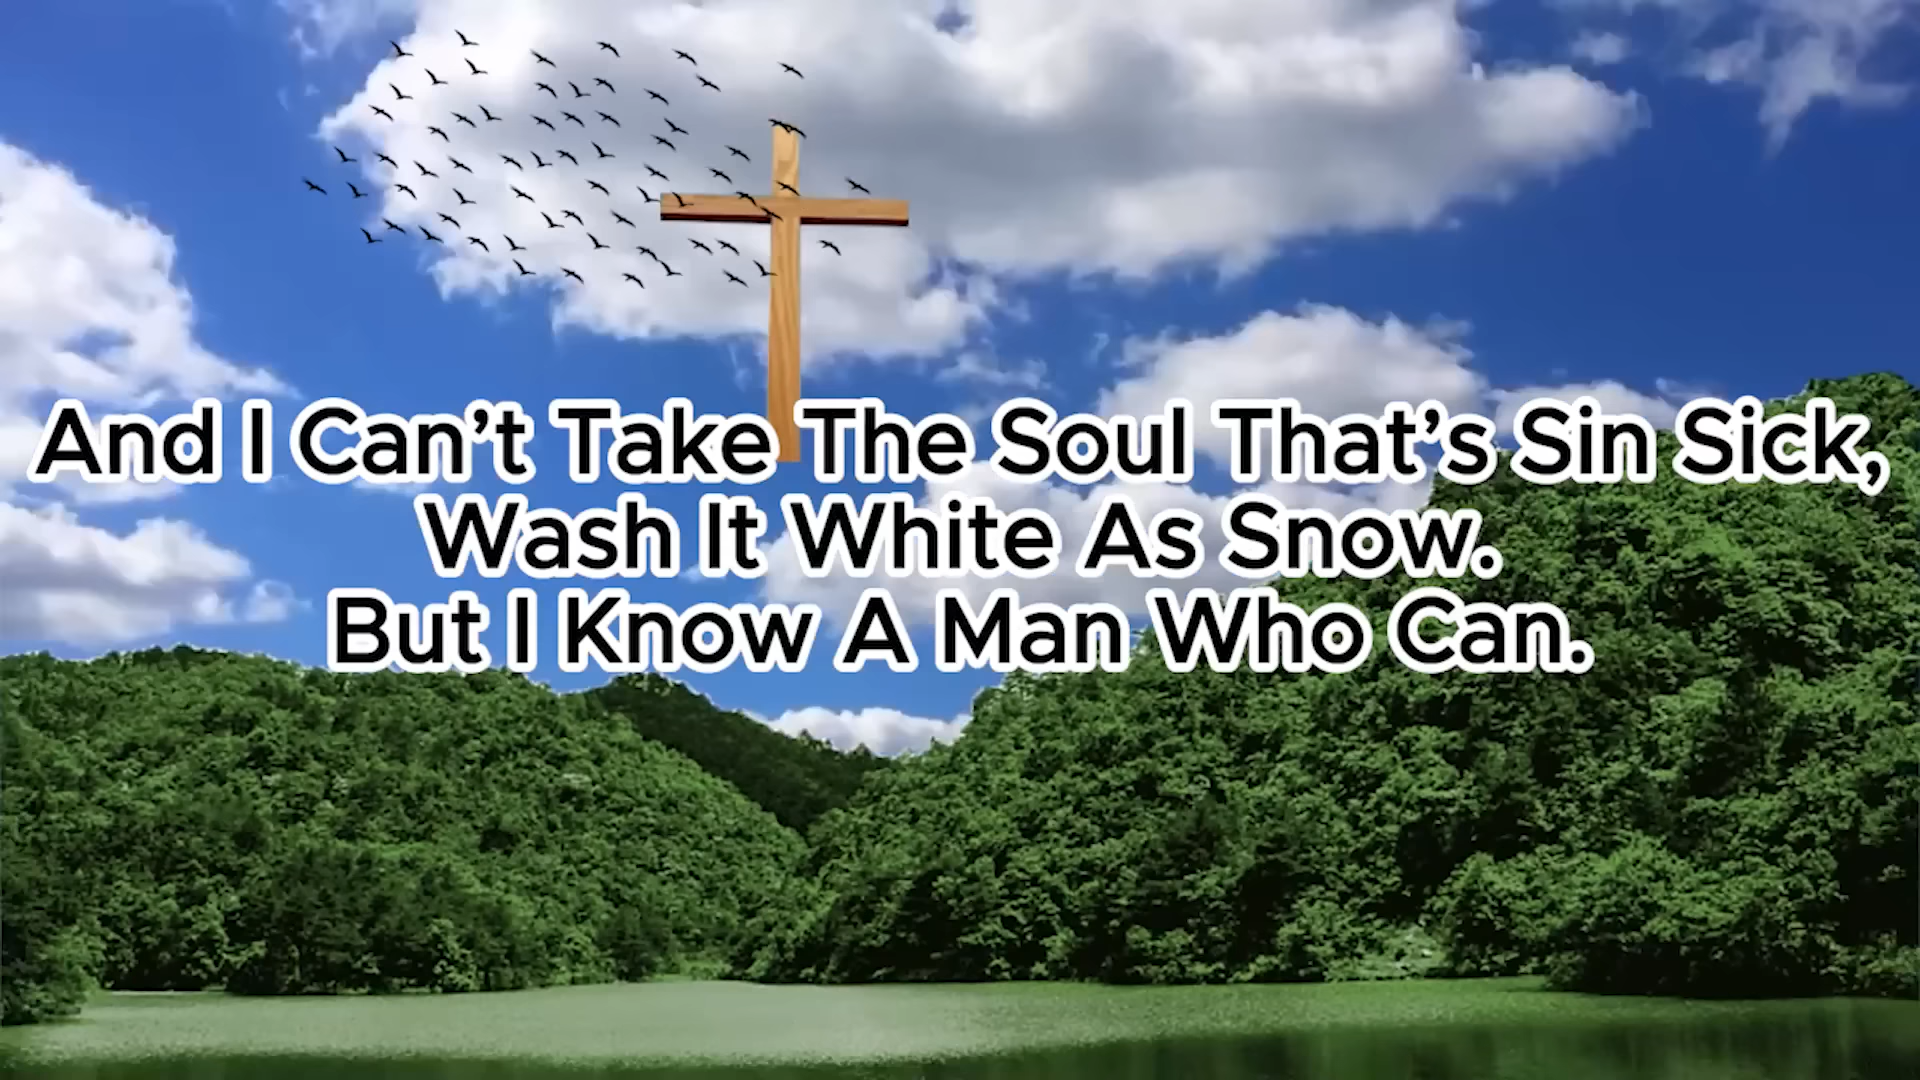 And I Can’t Take The Soul That’s Sin Sick,
Wash It White As Snow.
But I Know A Man Who Can.